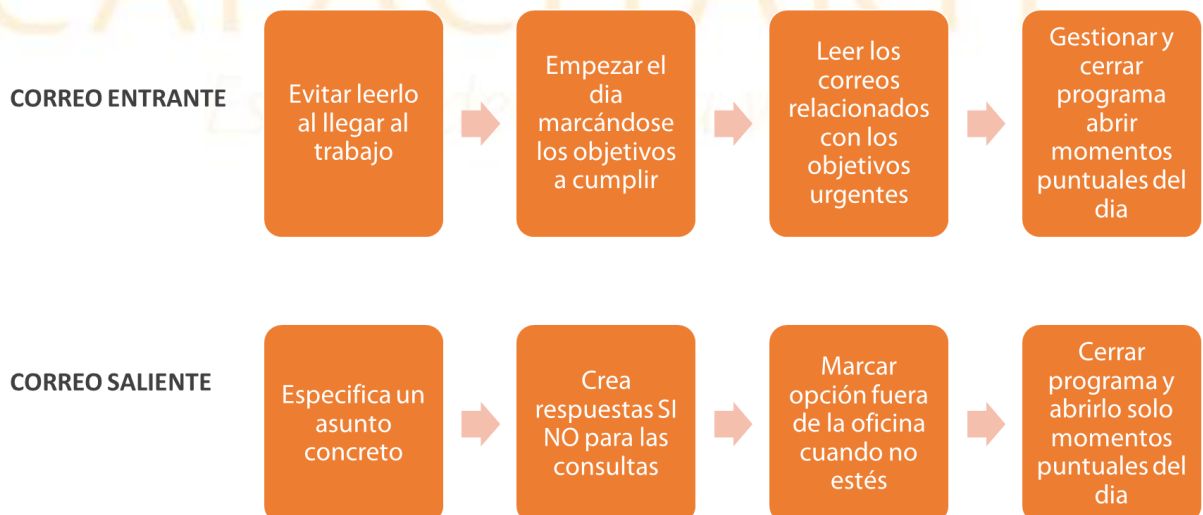 CORREO ENTRANTE
Evitar leerlo
al llegar al
trabajo
Empezar el
dia
marcándose
los objetivos
a cumplir
Leer los
correos
relacionados
con los
objetivos
urgentes
Gestionar y
cerrar
programa
abrir
momentos
puntuales del
dia
CORREO SALIENTE
Especifica un
asunto
concreto
Crea
respuestas SI
NO para las
consultas
Marcar
opción fuera
de la oficina
cuando no
estés
Cerrar
programa y
abrirlo solo
momentos
puntuales del
dia